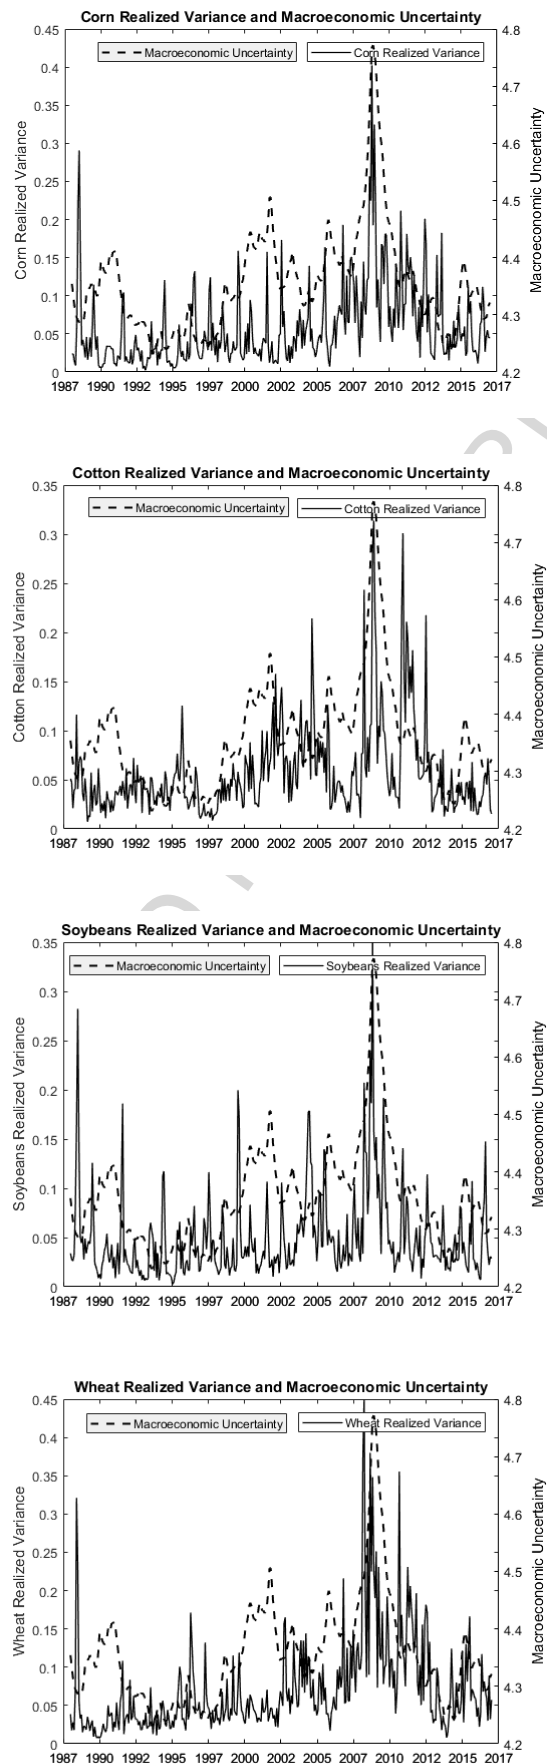 Corn Realized Variance and Macroeconomic Uncertainty
Macroeconomic Uncertainty
Corn Realized Variance
0.45
0.4
0.35
0.3
0.25
0.2
0.15
0.1
0.05
0
Corn Realized Variance
4.8
4.7
4.6
4.5
4.4
4.3
4.2
Macroeconomic Uncertainty
1987 1990 1992 1995 1997 2000 2002 2005 2007 2010 2012 2015 2017
Cotton Realized Variance and Macroeconomic Uncertainty
Macroeconomic Uncertainty
Cotton Realized Variance
0.35
0.3
0.25
0.2
0.15
0.1
0.05
0
Cotton Realized Variance
4.8
4.7
4.6
4.5
4.4
4.3
4.2
Macroeconomic Uncertainty
1987 1990 1992 1995 1997 2000 2002 2005 2007 2010 2012 2015 2017
Soybeans Realized Variance and Macroeconomic Uncertainty
Macroeconomic Uncertainty
Soybeans Realized Variance
0.35
0.3
0.25
0.2
0.15
0.1
0.05
0
Soybeans Realized Variance
4.8
4.7
4.6
4.5
4.4
4.3
4.2
Macroeconomic Uncertainty
1987 1990 1992 1995 1997 2000 2002 2005 2007 2010 2012 2015 2017
Wheat Realized Variance and Macroeconomic Uncertainty
Macroeconomic Uncertainty
Wheat Realized Variance
0.45
0.4
0.35
0.3
0.25
0.2
0.15
0.1
0.05
0
Wheat Realized Variance
4.8
4.7
4.6
4.5
4.4
4.3
4.2
Macroeconomic Uncertainty
1987 1990 1992 1995 1997 2000 2002 2005 2007 2010 2012 2015 2017